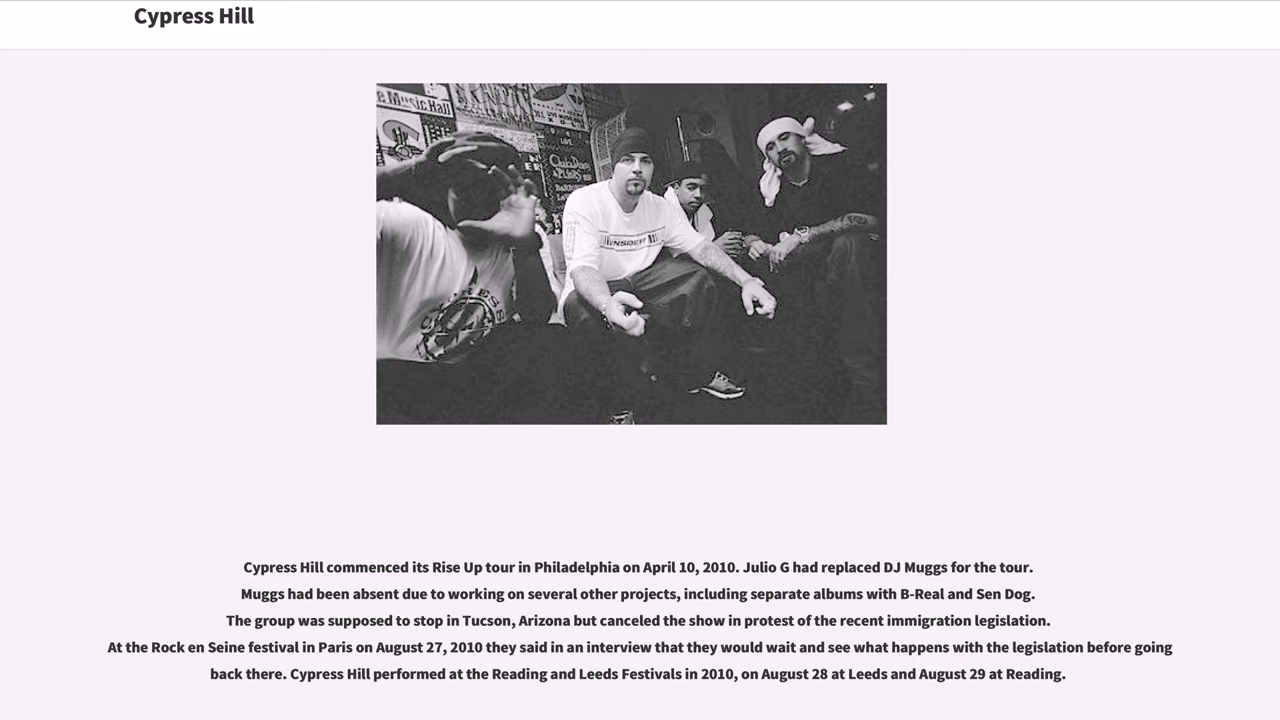 Cypress Hill
e Music Hall
LIVE
INSIDER
CYPRESS
Cypress Hill commenced its Rise Up tour in Philadelphia on April 10, 2010. Julio G had replaced DJ Muggs for the tour.
Muggs had been absent due to working on several other projects, including separate albums with B-Real and Sen Dog.
The group was supposed to stop in Tucson, Arizona but canceled the show in protest of the recent immigration legislation.
At the Rock en Seine festival in Paris on August 27, 2010 they said in an interview that they would wait and see what happens with the legislation before going
back there. Cypress Hill performed at the Reading and Leeds Festivals in 2010, on August 28 at Leeds and August 29 at Reading.